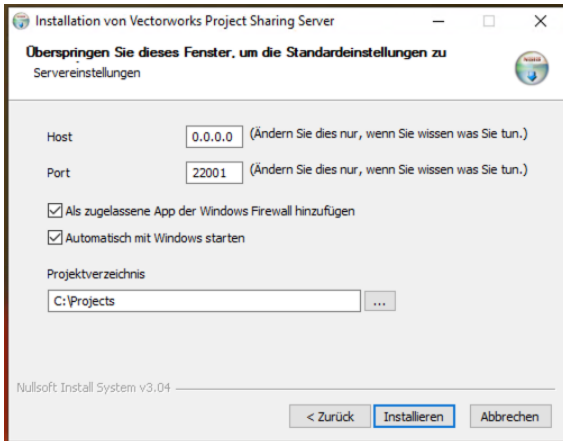 Installation von Vectorworks Project Sharing Server
Überspringen Sie dieses Fenster, um die Standardeinstellungen zu
Servereinstellungen
Host 0.0.0.0 (Ändern Sie dies nur, wenn Sie wissen was Sie tun.)
Port 22001 (Ändern Sie dies nur, wenn Sie wissen was Sie tun.)
Als zugelassene App der Windows Firewall hinzufügen
Automatisch mit Windows starten
Projektverzeichnis
C:\Projects ...
Nullsoft Install System v3.04
< Zurück Installieren Abbrechen